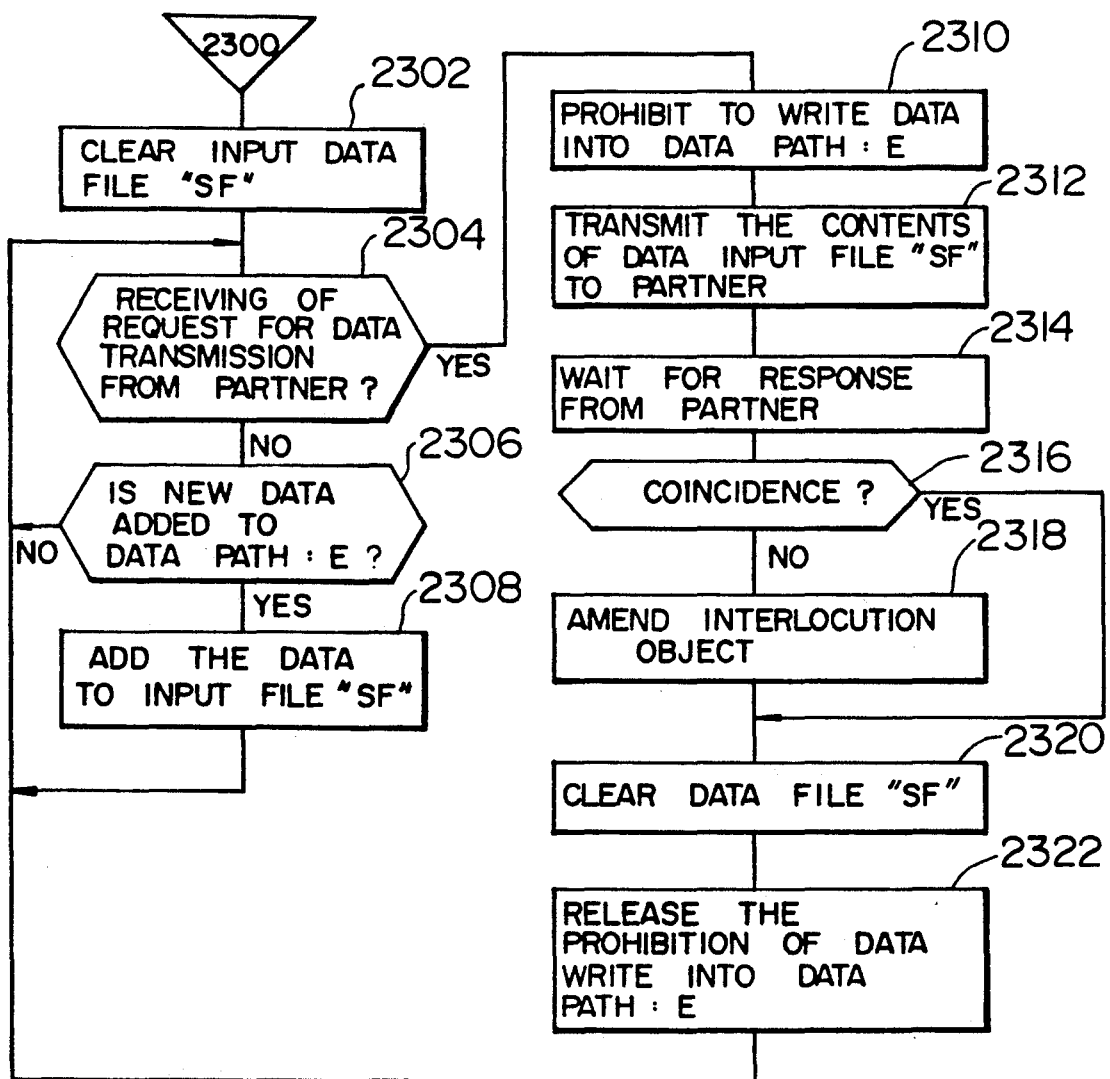 2300
2302
CLEAR INPUT DATA
FILE "SF"
2304
RECEIVING OF
REQUEST FOR DATA
TRANSMISSION
FROM PARTNER ?
YES
NO
2306
IS NEW DATA
ADDED TO
DATA PATH : E ?
NO
YES
2308
ADD THE DATA
TO INPUT FILE "SF"
2310
PROHIBIT TO WRITE DATA
INTO DATA PATH : E
2312
TRANSMIT THE CONTENTS
OF DATA INPUT FILE "SF"
TO PARTNER
2314
WAIT FOR RESPONSE
FROM PARTNER
2316
COINCIDENCE ?
YES
NO
2318
AMEND INTERLOCUTION
OBJECT
2320
CLEAR DATA FILE "SF"
2322
RELEASE THE
PROHIBITION OF DATA
WRITE INTO DATA
PATH : E